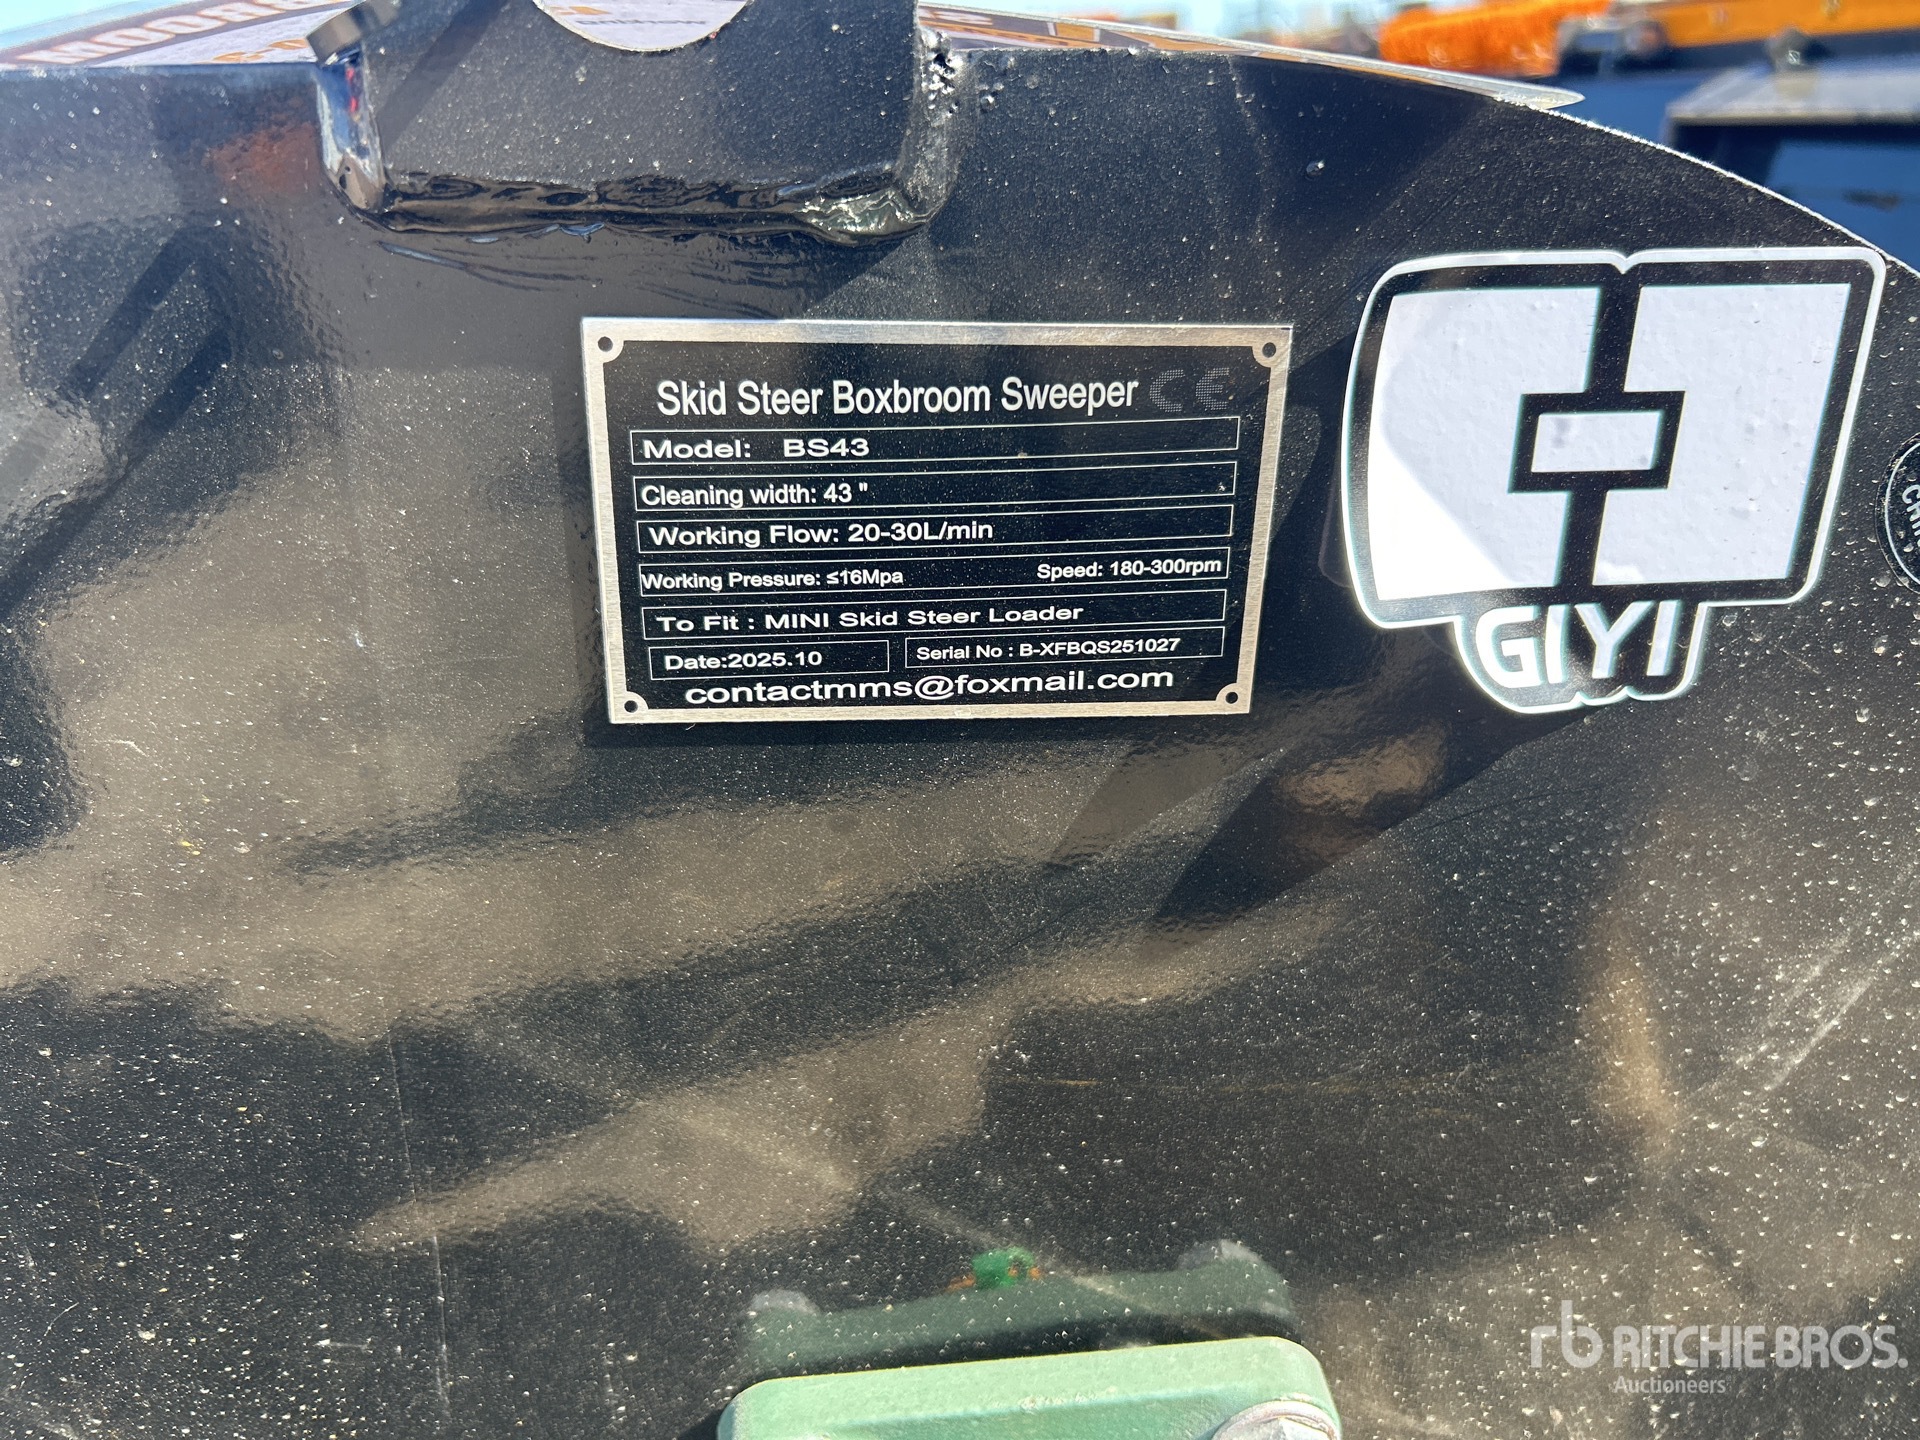 Skid Steer Boxbroom Sweeper CE
Model: BS43
Cleaning width: 43 "
Working Flow: 20-30L/min
Working Pressure: ≤16Mpa Speed: 180-300rpm
To Fit : MINI Skid Steer Loader
Date:2025.10 Serial No : B-XFBQS251027
contactmms@foxmail.com
GIYI
rb RITCHIE BROS.
Auctioneers